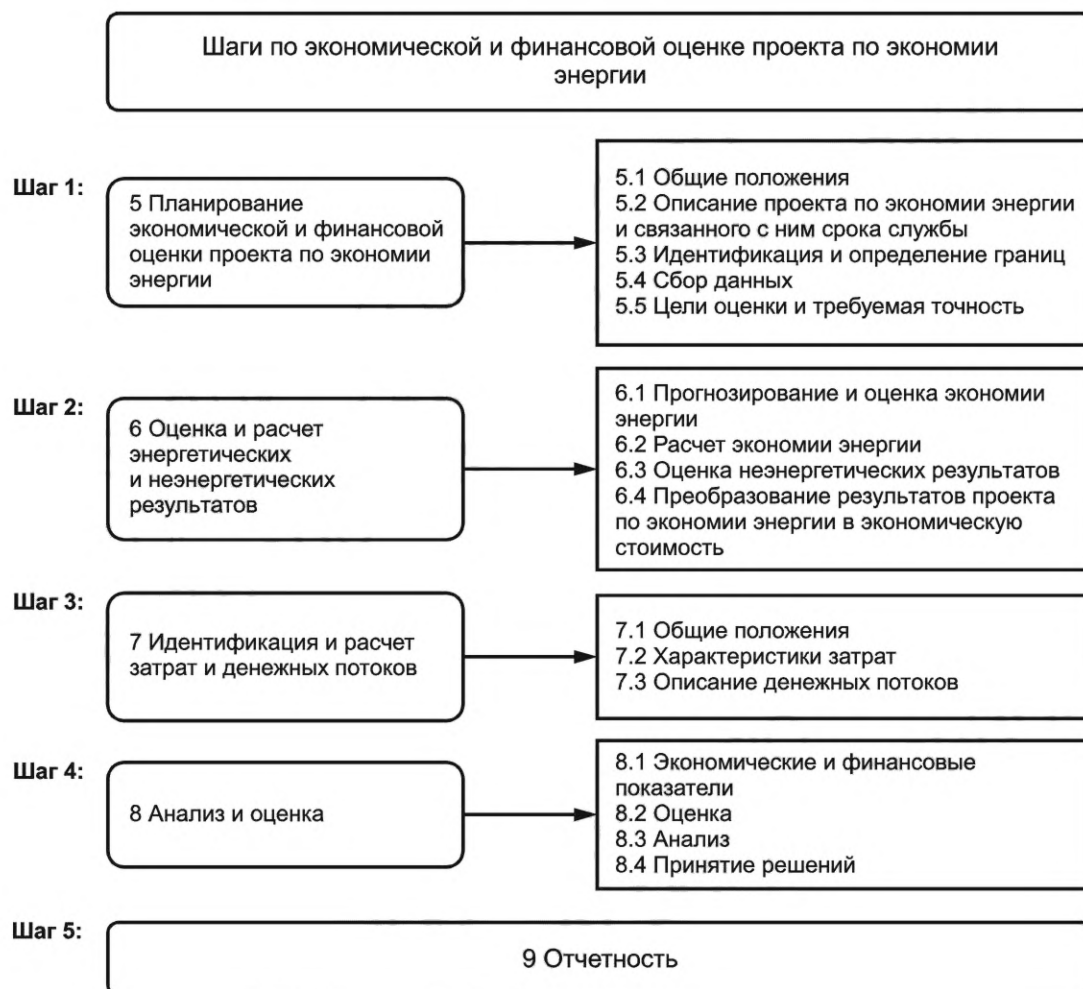 Шаги по экономической и финансовой оценке проекта по экономии
энергии
Шаг 1:
5 Планирование
экономической и финансовой
оценки проекта по экономии
энергии
5.1 Общие положения
5.2 Описание проекта по экономии энергии
и связанного с ним срока службы
5.3 Идентификация и определение границ
5.4 Сбор данных
5.5 Цели оценки и требуемая точность
Шаг 2:
6 Оценка и расчет
энергетических
и неэнергетических
результатов
6.1 Прогнозирование и оценка экономии
энергии
6.2 Расчет экономии энергии
6.3 Оценка неэнергетических результатов
6.4 Преобразование результатов проекта
по экономии энергии в экономическую
стоимость
Шаг 3:
7 Идентификация и расчет
затрат и денежных потоков
7.1 Общие положения
7.2 Характеристики затрат
7.3 Описание денежных потоков
Шаг 4:
8 Анализ и оценка
8.1 Экономические и финансовые
показатели
8.2 Оценка
8.3 Анализ
8.4 Принятие решений
Шаг 5:
9 Отчетность